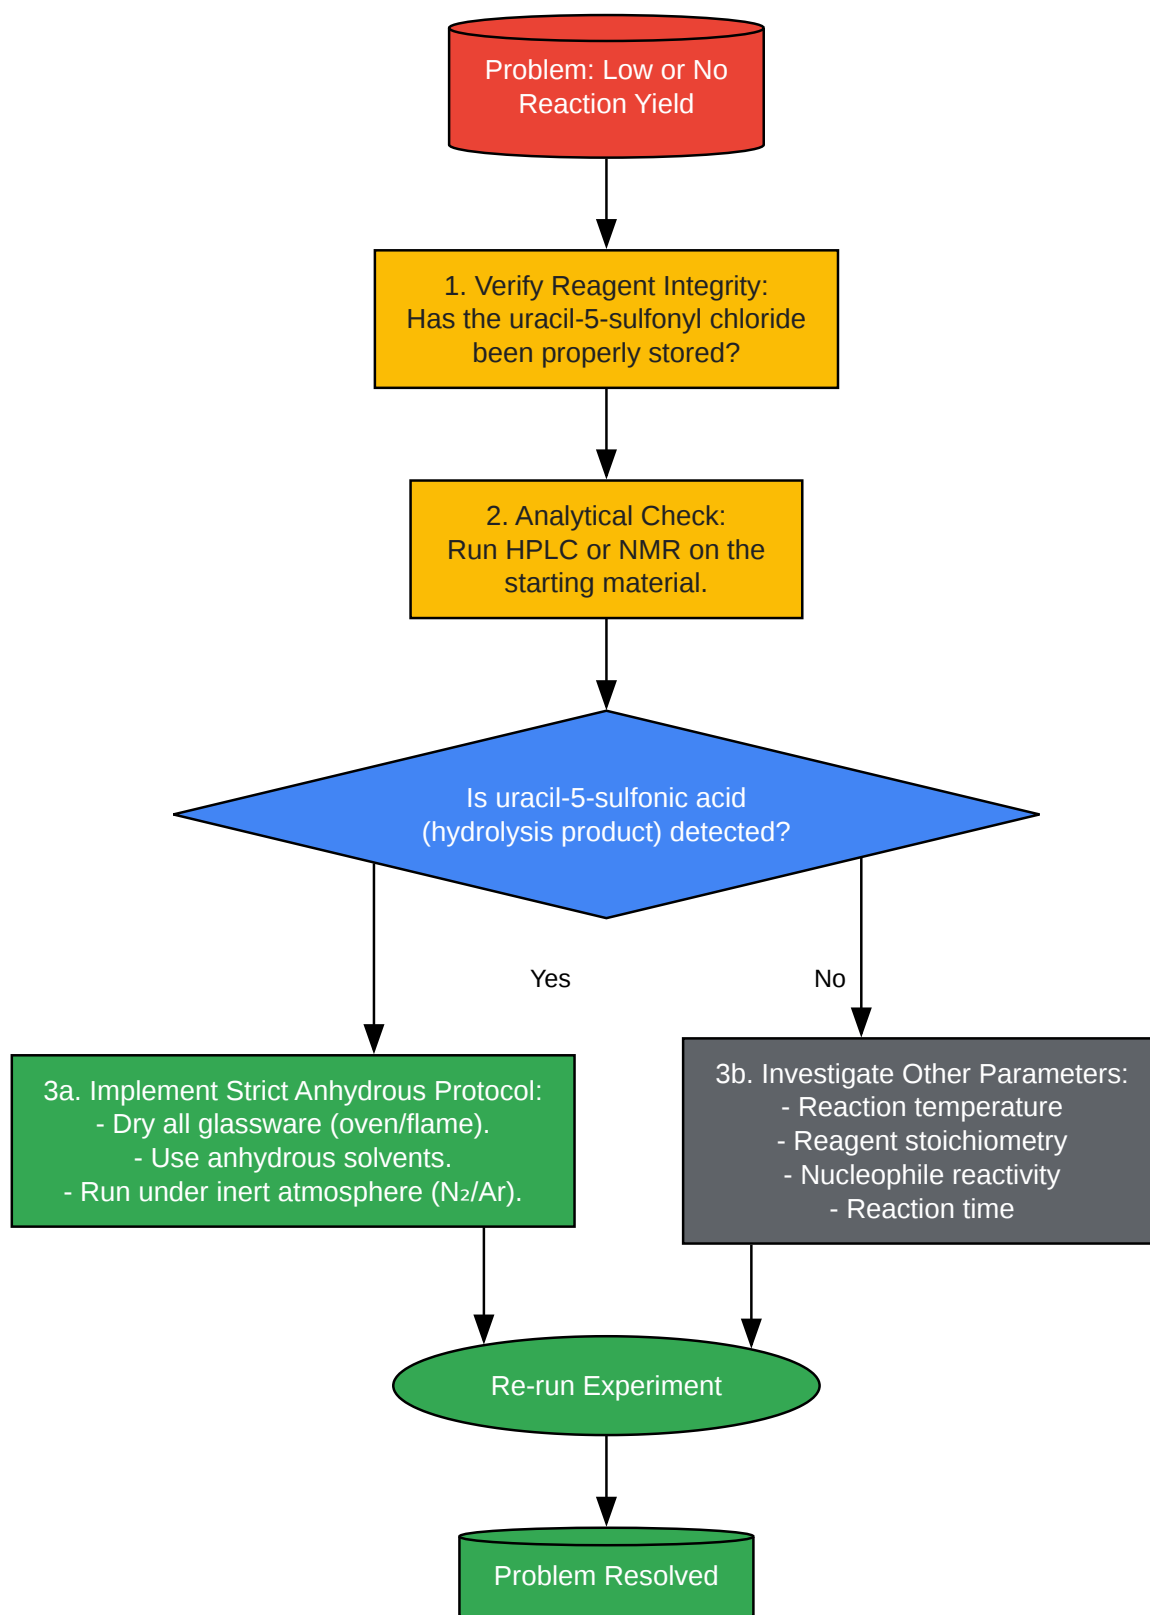 Problem: Low or No
Reaction Yield
1. Verify Reagent Integrity:
Has the uracil-5-sulfonyl chloride
been properly stored?
2. Analytical Check:
Run HPLC or NMR on the
starting material.
Is uracil-5-sulfonic acid
(hydrolysis product) detected?
Yes
No
3a. Implement Strict Anhydrous Protocol:
- Dry all glassware (oven/flame).
- Use anhydrous solvents.
- Run under inert atmosphere (N₂/Ar).
3b. Investigate Other Parameters:
- Reaction temperature
- Reagent stoichiometry
- Nucleophile reactivity
- Reaction time
Re-run Experiment
Problem Resolved